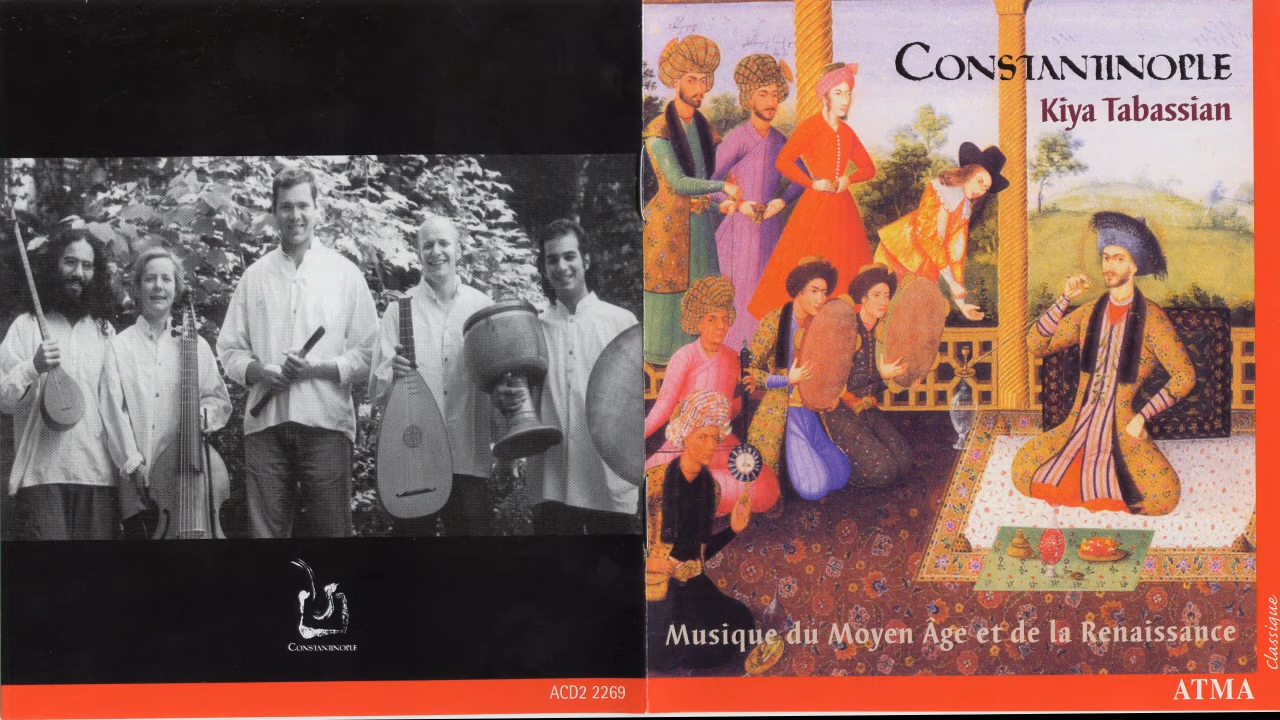 CONSTANTINOPLE
ACD2 2269
CONSTANTINOPLE
Kiya Tabassian
Musique du Moyen Âge et de la Renaissance
classique
ATMA